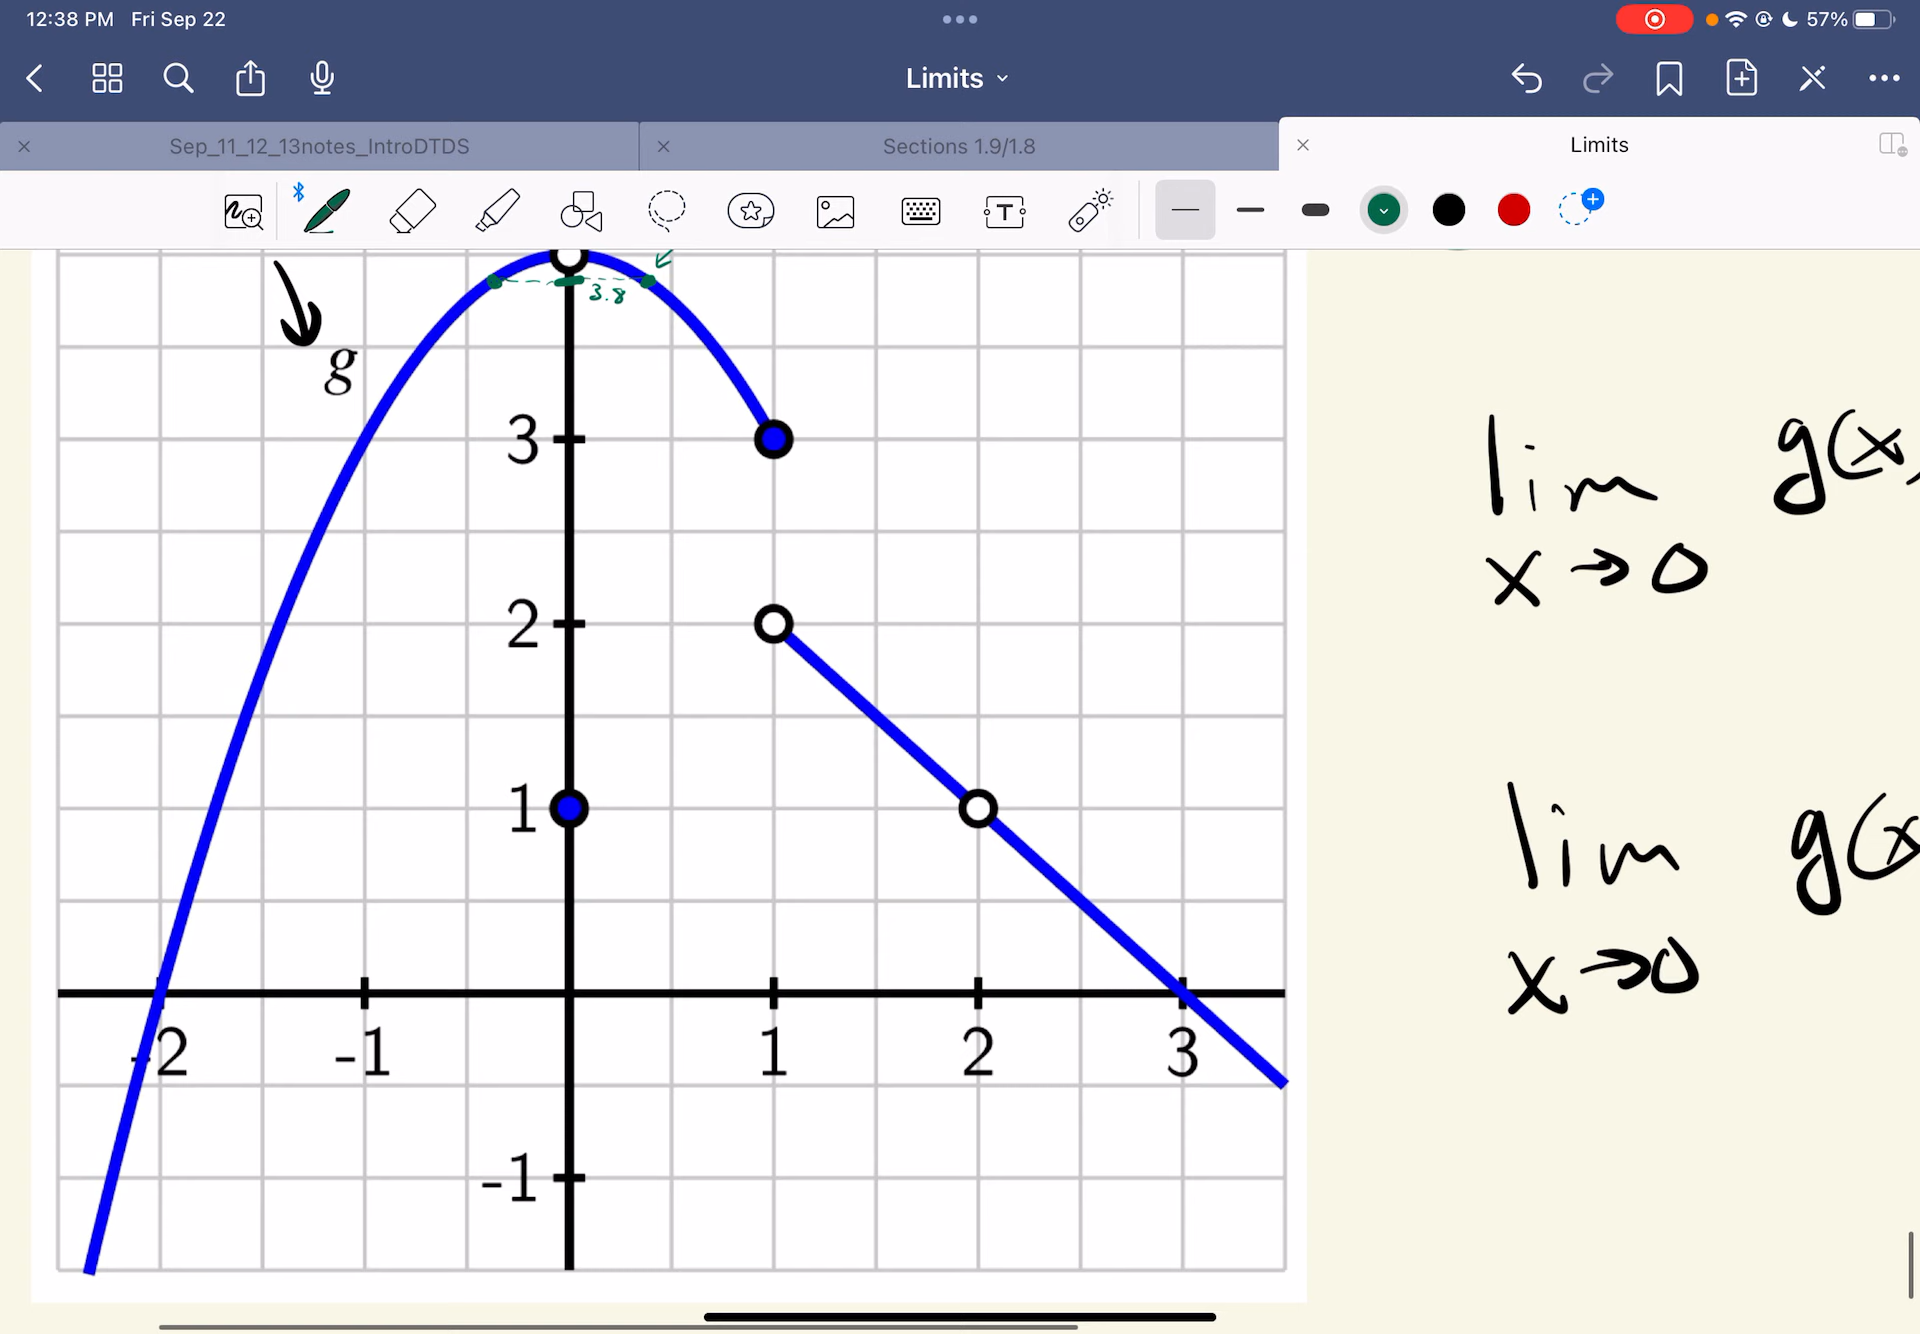 12:38 PM Fri Sep 22
57%
Limits
Sep_11_12_13notes_IntroDTDS
Sections 1.9/1.8
Limits
T
3.8
g
3
2
1
-2 -1 1 2 3
-1
lim g(x)
x→0
lim g(x
x→0